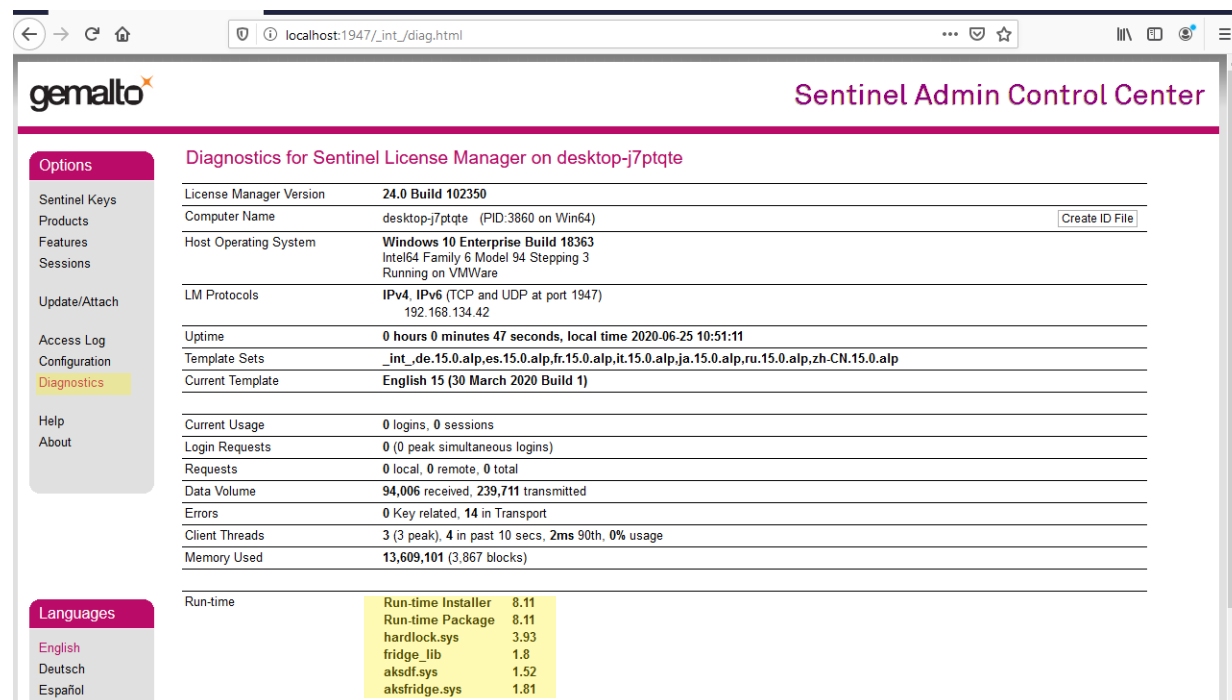 localhost:1947/_int_/diag.html
gemalto
Sentinel Admin Control Center
Options
Sentinel Keys
Products
Features
Sessions
Update/Attach
Access Log
Configuration
Diagnostics
Help
About
Diagnostics for Sentinel License Manager on desktop-j7ptqte
License Manager Version 24.0 Build 102350
Computer Name desktop-j7ptqte (PID:3860 on Win64) Create ID File
Host Operating System Windows 10 Enterprise Build 18363
Intel64 Family 6 Model 94 Stepping 3
Running on VMWare
LM Protocols IPv4, IPv6 (TCP and UDP at port 1947)
192.168.134.42
Uptime 0 hours 0 minutes 47 seconds, local time 2020-06-25 10:51:11
Template Sets _int_,de.15.0.alp,es.15.0.alp,fr.15.0.alp,it.15.0.alp,ja.15.0.alp,ru.15.0.alp,zh-CN.15.0.alp
Current Template English 15 (30 March 2020 Build 1)
Current Usage 0 logins, 0 sessions
Login Requests 0 (0 peak simultaneous logins)
Requests 0 local, 0 remote, 0 total
Data Volume 94,006 received, 239,711 transmitted
Errors 0 Key related, 14 in Transport
Client Threads 3 (3 peak), 4 in past 10 secs, 2ms 90th, 0% usage
Memory Used 13,609,101 (3,867 blocks)
Run-time Run-time Installer 8.11
Run-time Package 8.11
hardlock.sys 3.93
fridge_lib 1.8
aksdf.sys 1.52
aksfridge.sys 1.81
Languages
English
Deutsch
Español